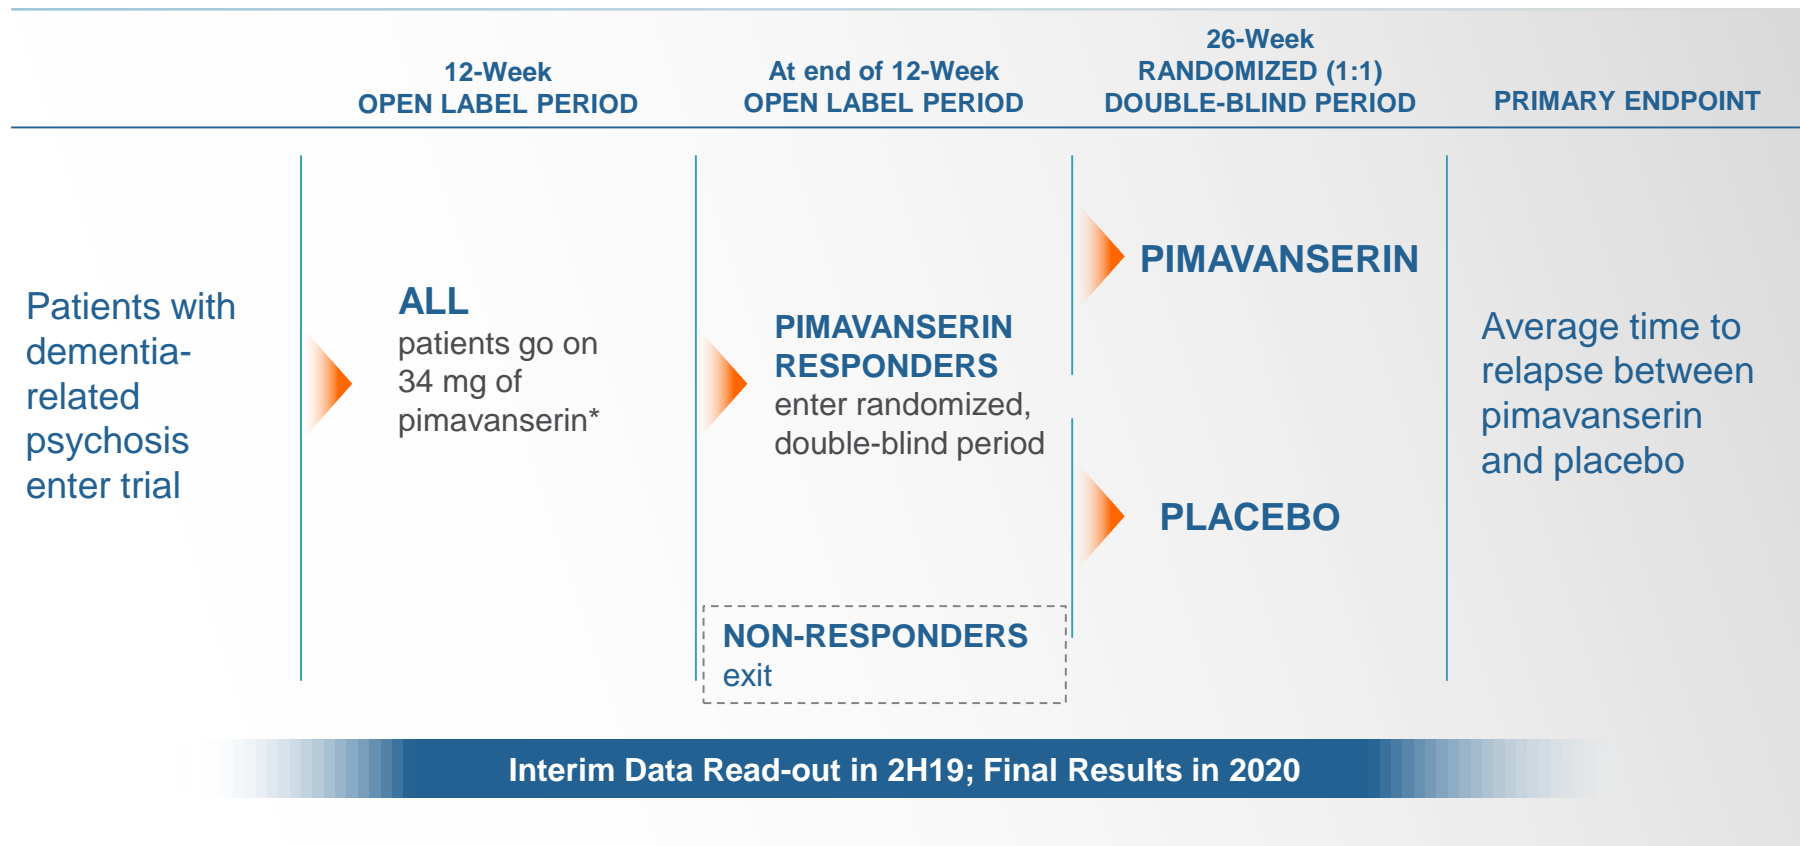 12-Week
OPEN LABEL PERIOD
At end of 12-Week
OPEN LABEL PERIOD
26-Week
RANDOMIZED (1:1)
DOUBLE-BLIND PERIOD
PRIMARY ENDPOINT
Patients with
dementia-
related
psychosis
enter trial
ALL
patients go on
34 mg of
pimavanserin*
PIMAVANSERIN
RESPONDERS
enter randomized,
double-blind period
NON-RESPONDERS
exit
PIMAVANSERIN
PLACEBO
Average time to
relapse between
pimavanserin
and placebo
Interim Data Read-out in 2H19; Final Results in 2020